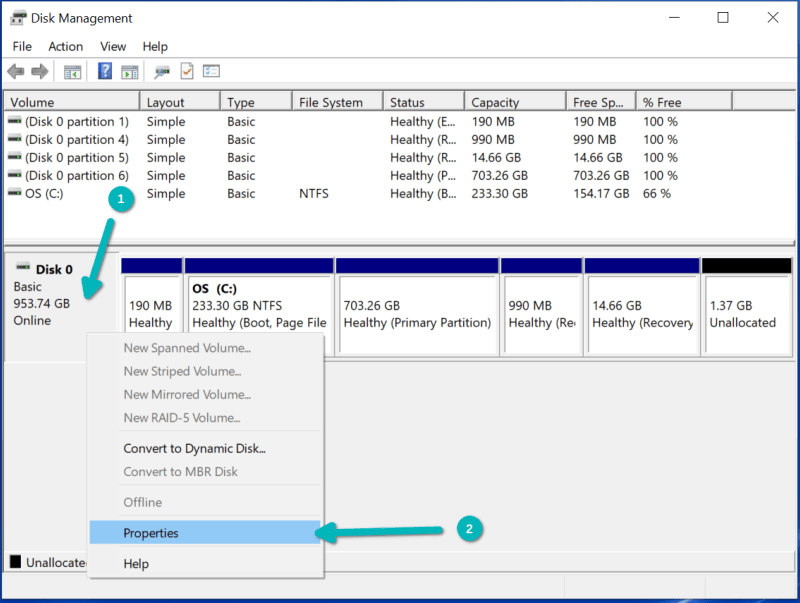 Disk Management
File Action View Help
Volume Layout Type File System Status Capacity Free Sp... % Free
(Disk 0 partition 1) Simple Basic Healthy (E... 190 MB 190 MB 100 %
(Disk 0 partition 4) Simple Basic Healthy (R... 990 MB 990 MB 100 %
(Disk 0 partition 5) Simple Basic Healthy (R... 14.66 GB 14.66 GB 100 %
(Disk 0 partition 6) Simple Basic Healthy (P... 703.26 GB 703.26 GB 100 %
OS (C:) Simple Basic NTFS Healthy (B... 233.30 GB 154.17 GB 66 %
1
Disk 0
Basic
953.74 GB
Online
190 MB
Healthy
OS (C:)
233.30 GB NTFS
Healthy (Boot, Page File
703.26 GB
Healthy (Primary Partition)
990 MB
Healthy (Re
14.66 GB
Healthy (Recovery
1.37 GB
Unallocated
New Spanned Volume...
New Striped Volume...
New Mirrored Volume...
New RAID-5 Volume...
Convert to Dynamic Disk...
Convert to MBR Disk
Offline
Properties
2
Help
Unallocate